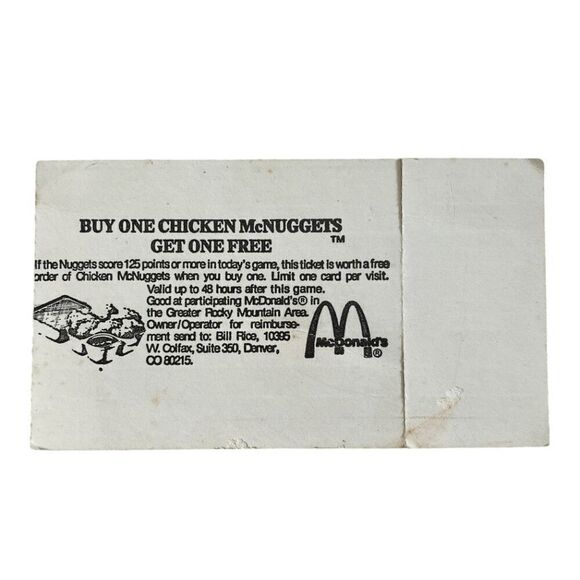 BUY ONE CHICKEN McNUGGETS
GET ONE FREE ™
If the Nuggets score 125 points or more in today's game, this ticket is worth a free
order of Chicken McNuggets when you buy one. Limit one card per visit.
Valid up to 48 hours after this game.
Good at participating McDonald's® in
the Greater Rocky Mountain Area.
Owner/Operator for reimburse-
ment send to: Bill Rice, 10395
W. Colfax, Suite 350, Denver,
CO 80215.
McDonald's
®